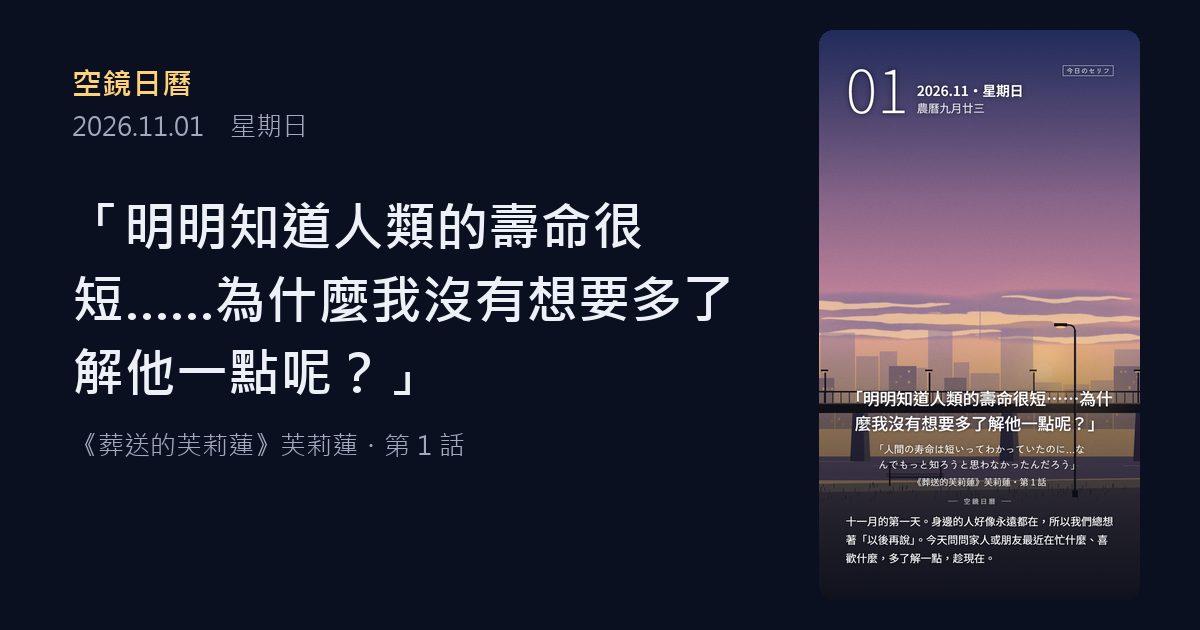 空鏡日曆
2026.11.01 星期日
「明明知道人類的壽命很
短……為什麼我沒有想要多了
解他一點呢？」
《葬送的芙莉蓮》芙莉蓮・第 1 話
今日のセリフ
01
2026.11・星期日
農曆九月廿三
「明明知道人類的壽命很短……為什
麼我沒有想要多了解他一點呢？」
「人間の寿命は短いってわかっていたのに…な
んでもっと知ろうと思わなかったんだろう」
《葬送的芙莉蓮》芙莉蓮・第 1 話
— 空鏡日曆 —
十一月的第一天。身邊的人好像永遠都在，所以我們總想
著「以後再說」。今天問問家人或朋友最近在忙什麼、喜
歡什麼，多了解一點，趁現在。